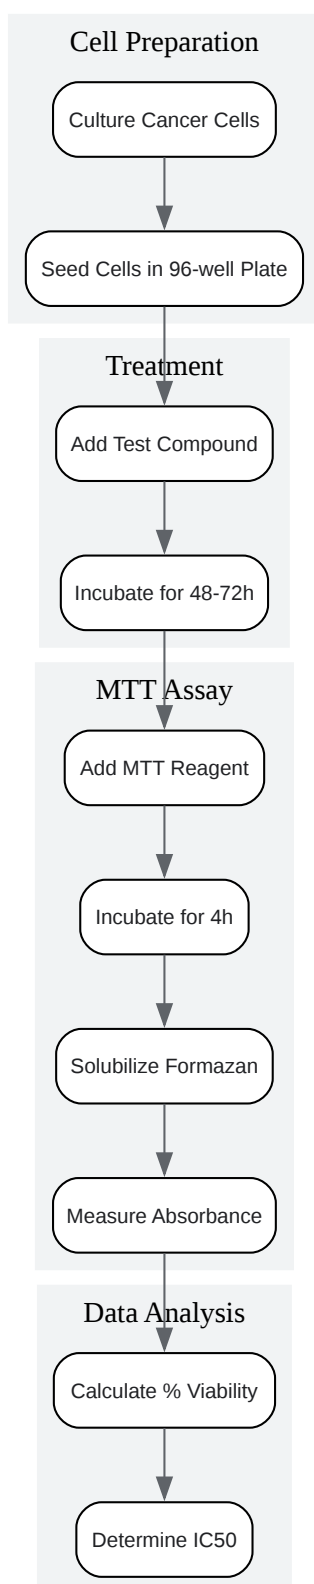 Cell Preparation
Culture Cancer Cells
Seed Cells in 96-well Plate
Treatment
Add Test Compound
Incubate for 48-72h
MTT Assay
Add MTT Reagent
Incubate for 4h
Solubilize Formazan
Measure Absorbance
Data Analysis
Calculate % Viability
Determine IC50